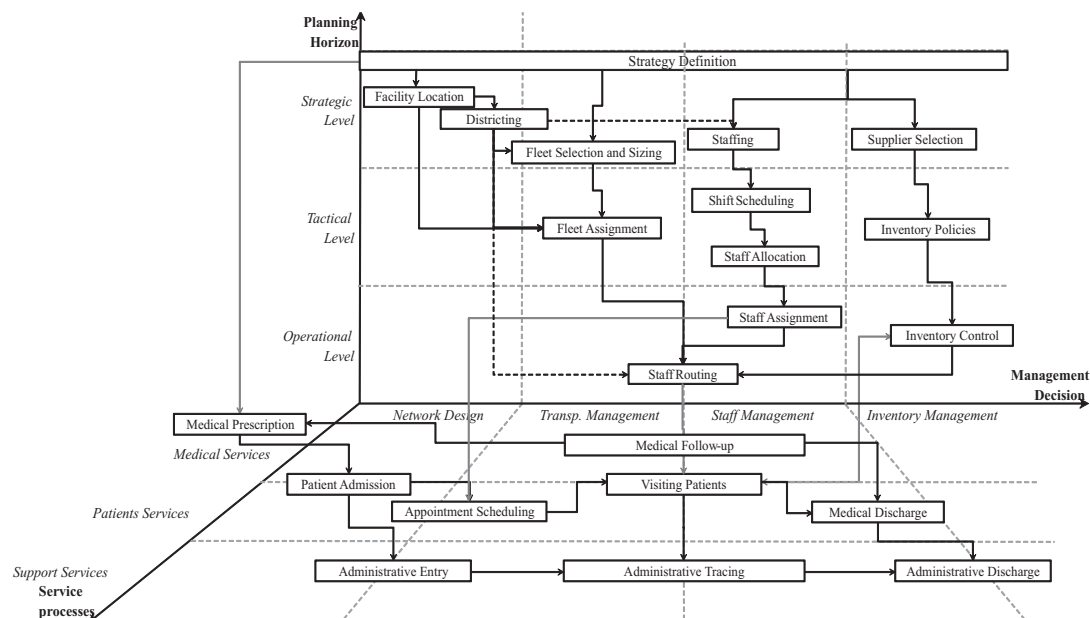 Planning
Horizon
Strategy Definition
Strategic
Level
Facility Location
Districting
Staffing
Supplier Selection
Fleet Selection and Sizing
Shift Scheduling
Tactical
Level
Fleet Assignment
Inventory Policies
Staff Allocation
Staff Assignment
Operational
Level
Inventory Control
Staff Routing
Management
Decision
Network Design
Transp. Management
Staff Management
Inventory Management
Medical Prescription
Medical Follow-up
Medical Services
Patient Admission
Visiting Patients
Patients Services
Appointment Scheduling
Medical Discharge
Support Services
Administrative Entry
Administrative Tracing
Administrative Discharge
Service
processes